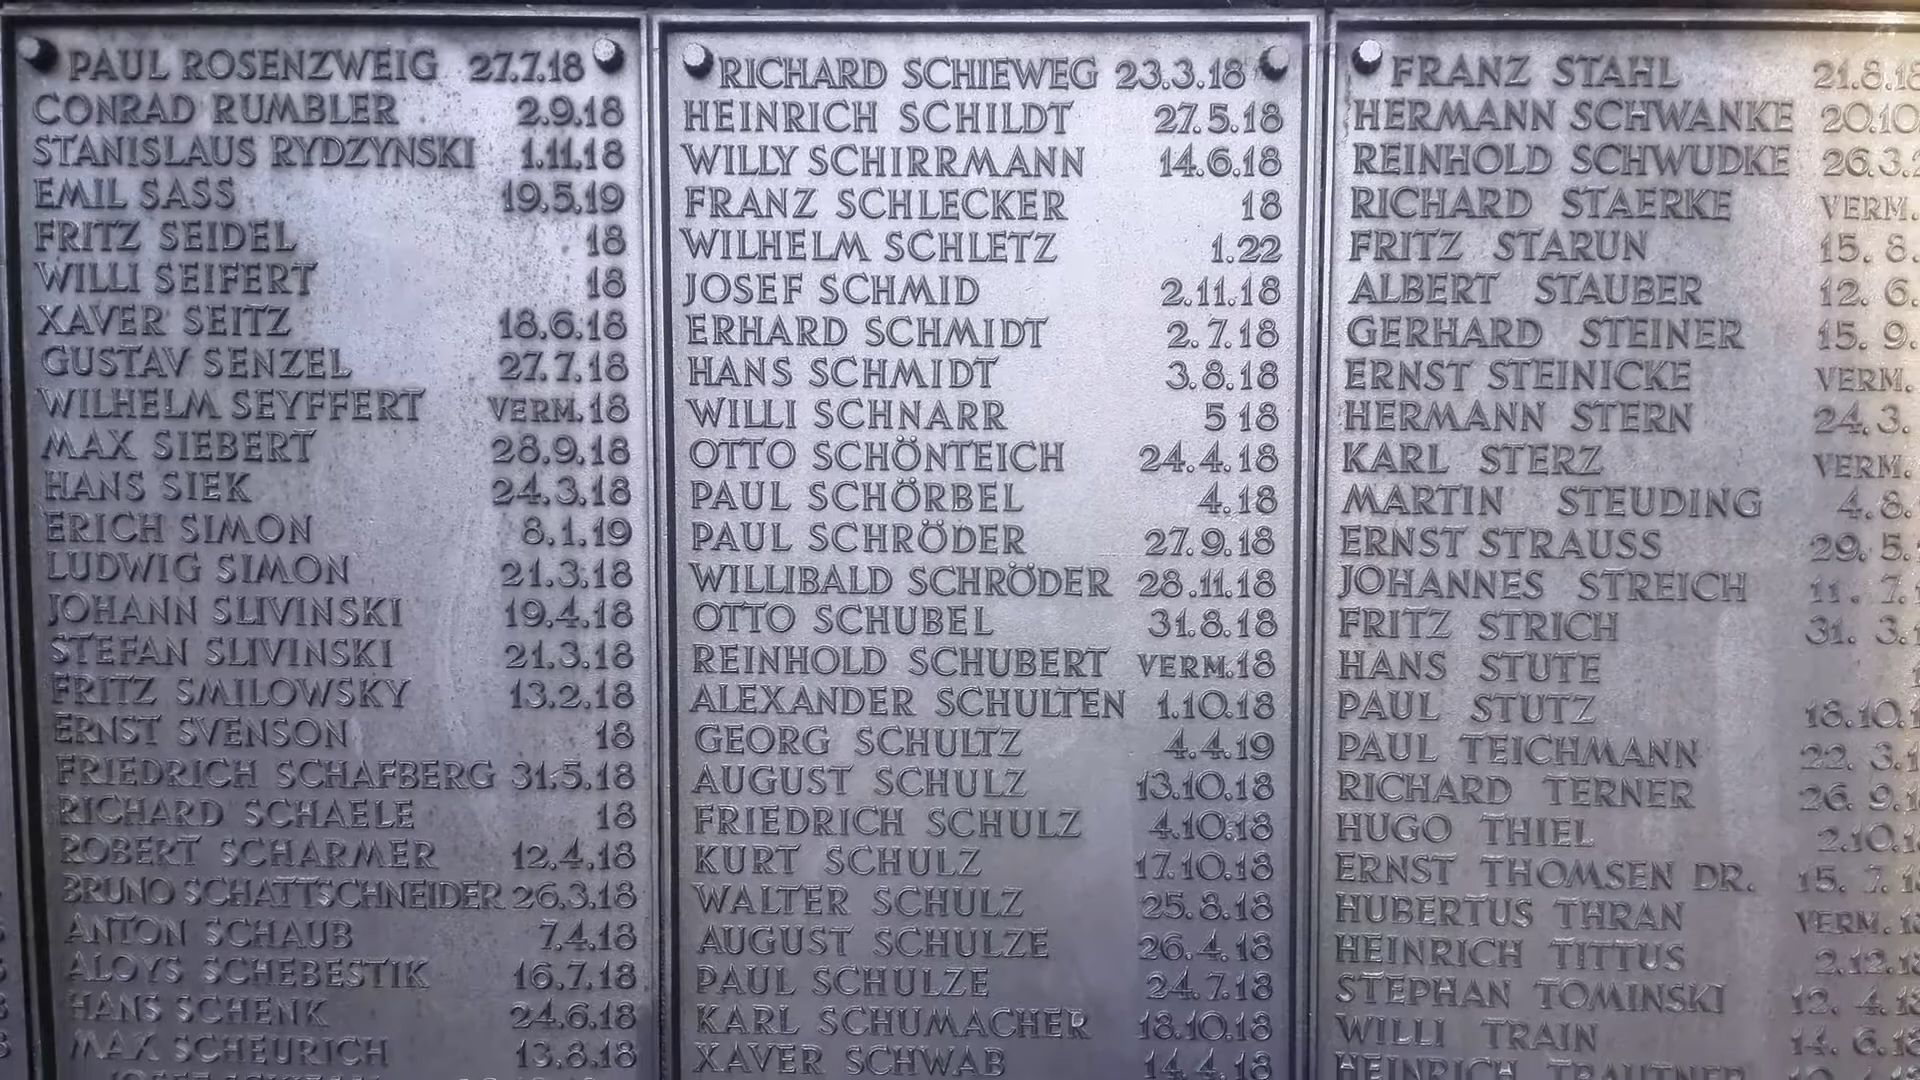 PAUL ROSENZWEIG 27.7.18
CONRAD RUMBLER 2.9.18
STANISLAUS RYDZYNSKI 1.11.18
EMIL SASS 19.5.19
FRITZ SEIDEL 18
WILLI SEIFERT 18
XAVER SEITZ 18.6.18
GUSTAV SENZEL 27.7.18
WILHELM SEYFFERT VERM.18
MAX SIEBERT 28.9.18
HANS SIEK 24.3.18
ERICH SIMON 8.1.19
LUDWIG SIMON 21.3.18
JOHANN SLIVINSKI 19.4.18
STEFAN SLIVINSKI 21.3.18
FRITZ SMILOWSKY 13.2.18
ERNST SVENSON 18
FRIEDRICH SCHAFBERG 31.5.18
RICHARD SCHAELE 18
ROBERT SCHARMER 12.4.18
BRUNO SCHATTSCHNEIDER 26.3.18
ANTON SCHAUB 7.4.18
ALOYS SCHEBESTIK 16.7.18
HANS SCHENK 24.6.18
MAX SCHEURICH 13.8.18
RICHARD SCHIEWEG 23.3.18
HEINRICH SCHILDT 27.5.18
WILLY SCHIRRMANN 14.6.18
FRANZ SCHLECKER 18
WILHELM SCHLETZ 1.22
JOSEF SCHMID 2.11.18
ERHARD SCHMIDT 2.7.18
HANS SCHMIDT 3.8.18
WILLI SCHNARR 5 18
OTTO SCHÖNTEICH 24.4.18
PAUL SCHÖRBEL 4.18
PAUL SCHRÖDER 27.9.18
WILLIBALD SCHRÖDER 28.11.18
OTTO SCHUBEL 31.8.18
REINHOLD SCHUBERT VERM.18
ALEXANDER SCHULTEN 1.10.18
GEORG SCHULTZ 4.4.19
AUGUST SCHULZ 13.10.18
FRIEDRICH SCHULZ 4.10.18
KURT SCHULZ 17.10.18
WALTER SCHULZ 25.8.18
AUGUST SCHULZE 26.4.18
PAUL SCHULZE 24.7.18
KARL SCHUMACHER 18.10.18
XAVER SCHWAB 14.4.18
FRANZ STAHL 21.8.18
HERMANN SCHWANKE 20.10
REINHOLD SCHWUDKE 26.3.
RICHARD STAERKE VERM.
FRITZ STARUN 15. 8.
ALBERT STAUBER 12. 6.
GERHARD STEINER 15. 9.
ERNST STEINICKE VERM.
HERMANN STERN 24.3.
KARL STERZ VERM.
MARTIN STEUDING 4.8.
ERNST STRAUSS 29. 5.
JOHANNES STREICH 11. 7.
FRITZ STRICH 31. 3.
HANS STUTE
PAUL STUTZ 18.10.
PAUL TEICHMANN 22. 3.
RICHARD TERNER 26. 9.
HUGO THIEL 2.10.
ERNST THOMSEN DR. 15. 7.
HUBERTUS THRAN VERM.
HEINRICH TITTUS 2.12.18
STEPHAN TOMINSKI 12. 4.18
WILLI TRAIN 14. 6.18
HEINRICH TRAUTNER